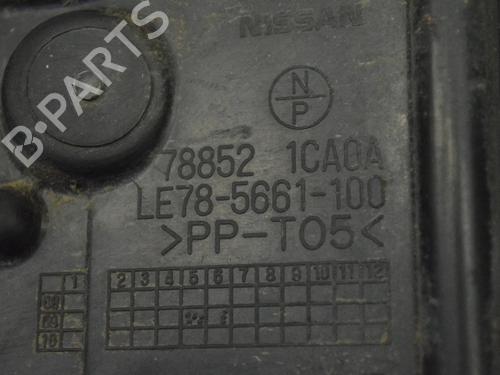 NISSAN
B-PARTS
N
P
78852 1CA0A
LE78-5661-100
>PP-T05<
1 2 3 4 5 6 7 8 9 10 11 12